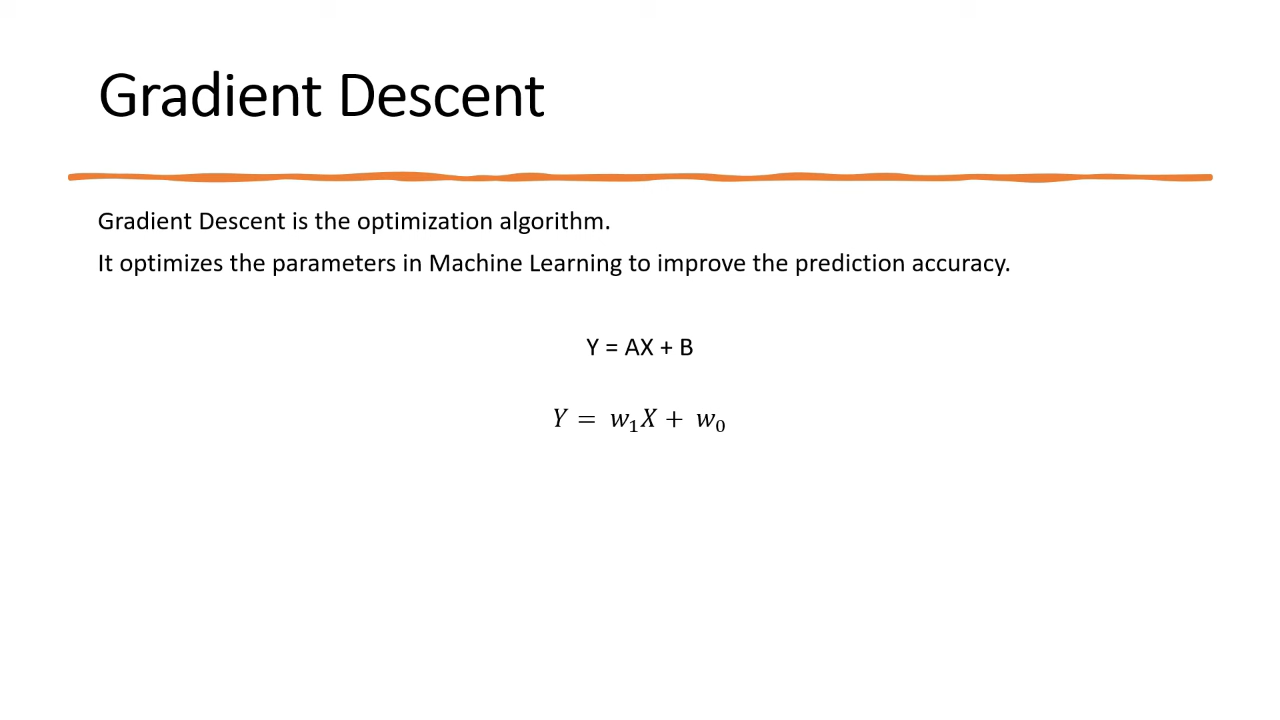 Gradient Descent
Gradient Descent is the optimization algorithm.
It optimizes the parameters in Machine Learning to improve the prediction accuracy.
Y = AX + B
Y = w₁X + w₀